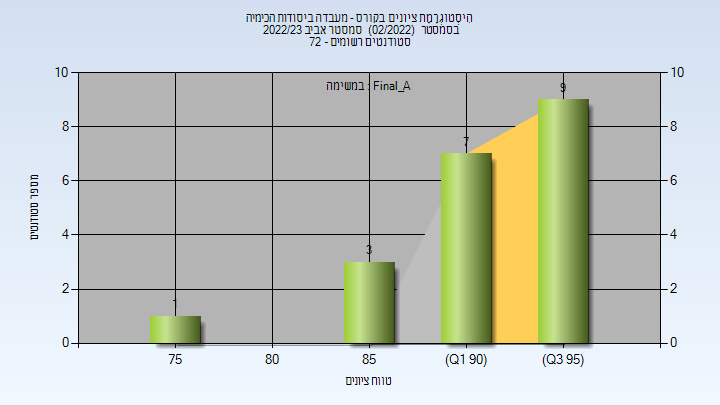 היסטוגרמת ציונים בקורס - מעבדה ביסודות הכימיה
בסמסטר (02/2022) סמסטר אביב 2022/23
סטודנטים רשומים - 72
במשימה : Final_A
מספר סטודנטים
10
8
6
4
2
0
10
8
6
4
2
0
1
3
7
9
75
80
85
(Q1 90)
(Q3 95)
טווח ציונים